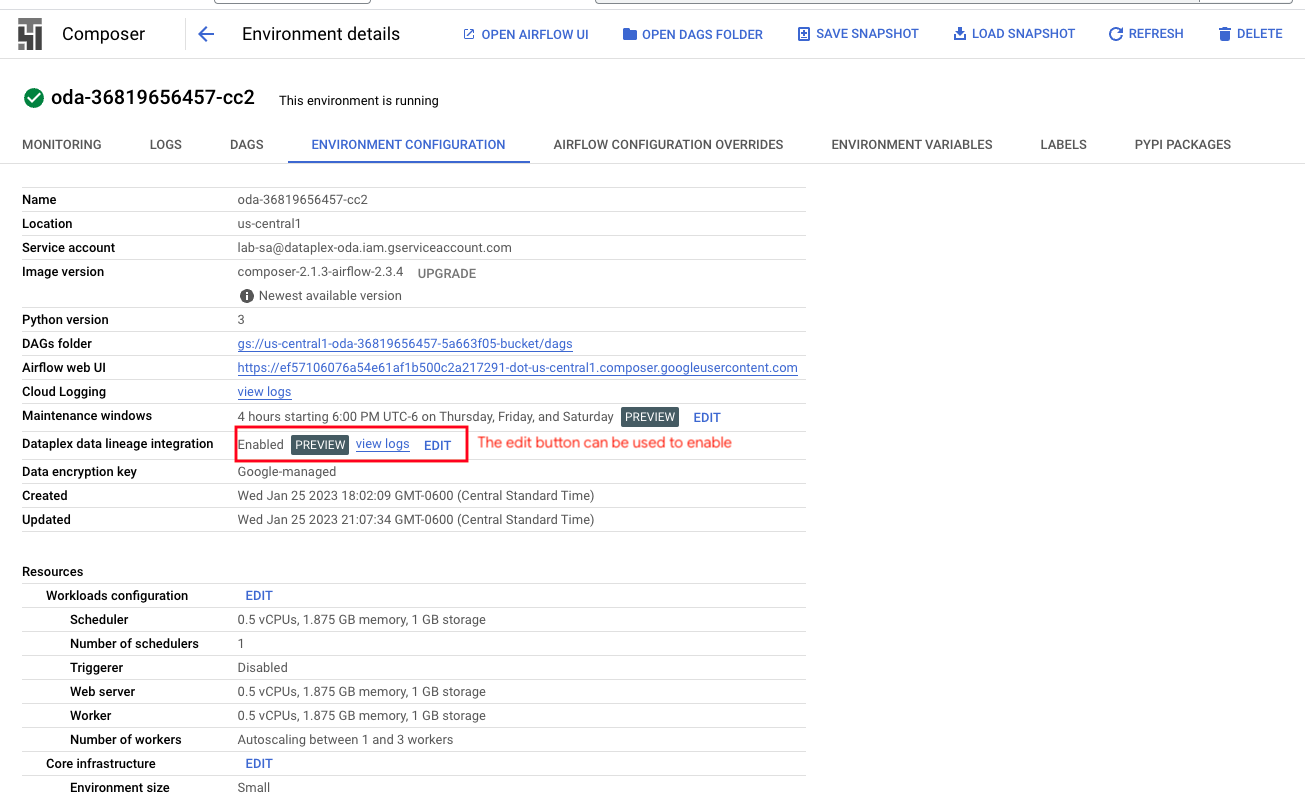 Composer Environment details OPEN AIRFLOW UI OPEN DAGS FOLDER SAVE SNAPSHOT LOAD SNAPSHOT REFRESH DELETE
oda-36819656457-cc2 This environment is running
MONITORING LOGS DAGS ENVIRONMENT CONFIGURATION AIRFLOW CONFIGURATION OVERRIDES ENVIRONMENT VARIABLES LABELS PYPI PACKAGES
Name oda-36819656457-cc2
Location us-central1
Service account lab-sa@dataplex-oda.iam.gserviceaccount.com
Image version composer-2.1.3-airflow-2.3.4 UPGRADE
Newest available version
Python version 3
DAGs folder gs://us-central1-oda-36819656457-5a663f05-bucket/dags
Airflow web UI https://ef57106076a54e61af1b500c2a217291-dot-us-central1.composer.googleusercontent.com
Cloud Logging view logs
Maintenance windows 4 hours starting 6:00 PM UTC-6 on Thursday, Friday, and Saturday PREVIEW EDIT
Dataplex data lineage integration Enabled PREVIEW view logs EDIT The edit button can be used to enable
Data encryption key Google-managed
Created Wed Jan 25 2023 18:02:09 GMT-0600 (Central Standard Time)
Updated Wed Jan 25 2023 21:07:34 GMT-0600 (Central Standard Time)
Resources
Workloads configuration EDIT
Scheduler 0.5 vCPUs, 1.875 GB memory, 1 GB storage
Number of schedulers 1
Triggerer Disabled
Web server 0.5 vCPUs, 1.875 GB memory, 1 GB storage
Worker 0.5 vCPUs, 1.875 GB memory, 1 GB storage
Number of workers Autoscaling between 1 and 3 workers
Core infrastructure EDIT
Environment size Small